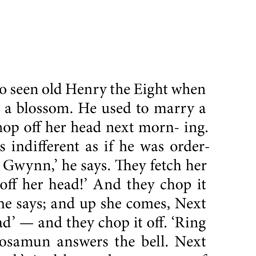 o seen old Henry the Eight when
a blossom. He used to marry a
hop off her head next morn- ing.
s indifferent as if he was order-
Gwynn,’ he says. They fetch her
off her head!’ And they chop it
he says; and up she comes, Next
ad’ — and they chop it off. ‘Ring
osamun answers the bell. Next